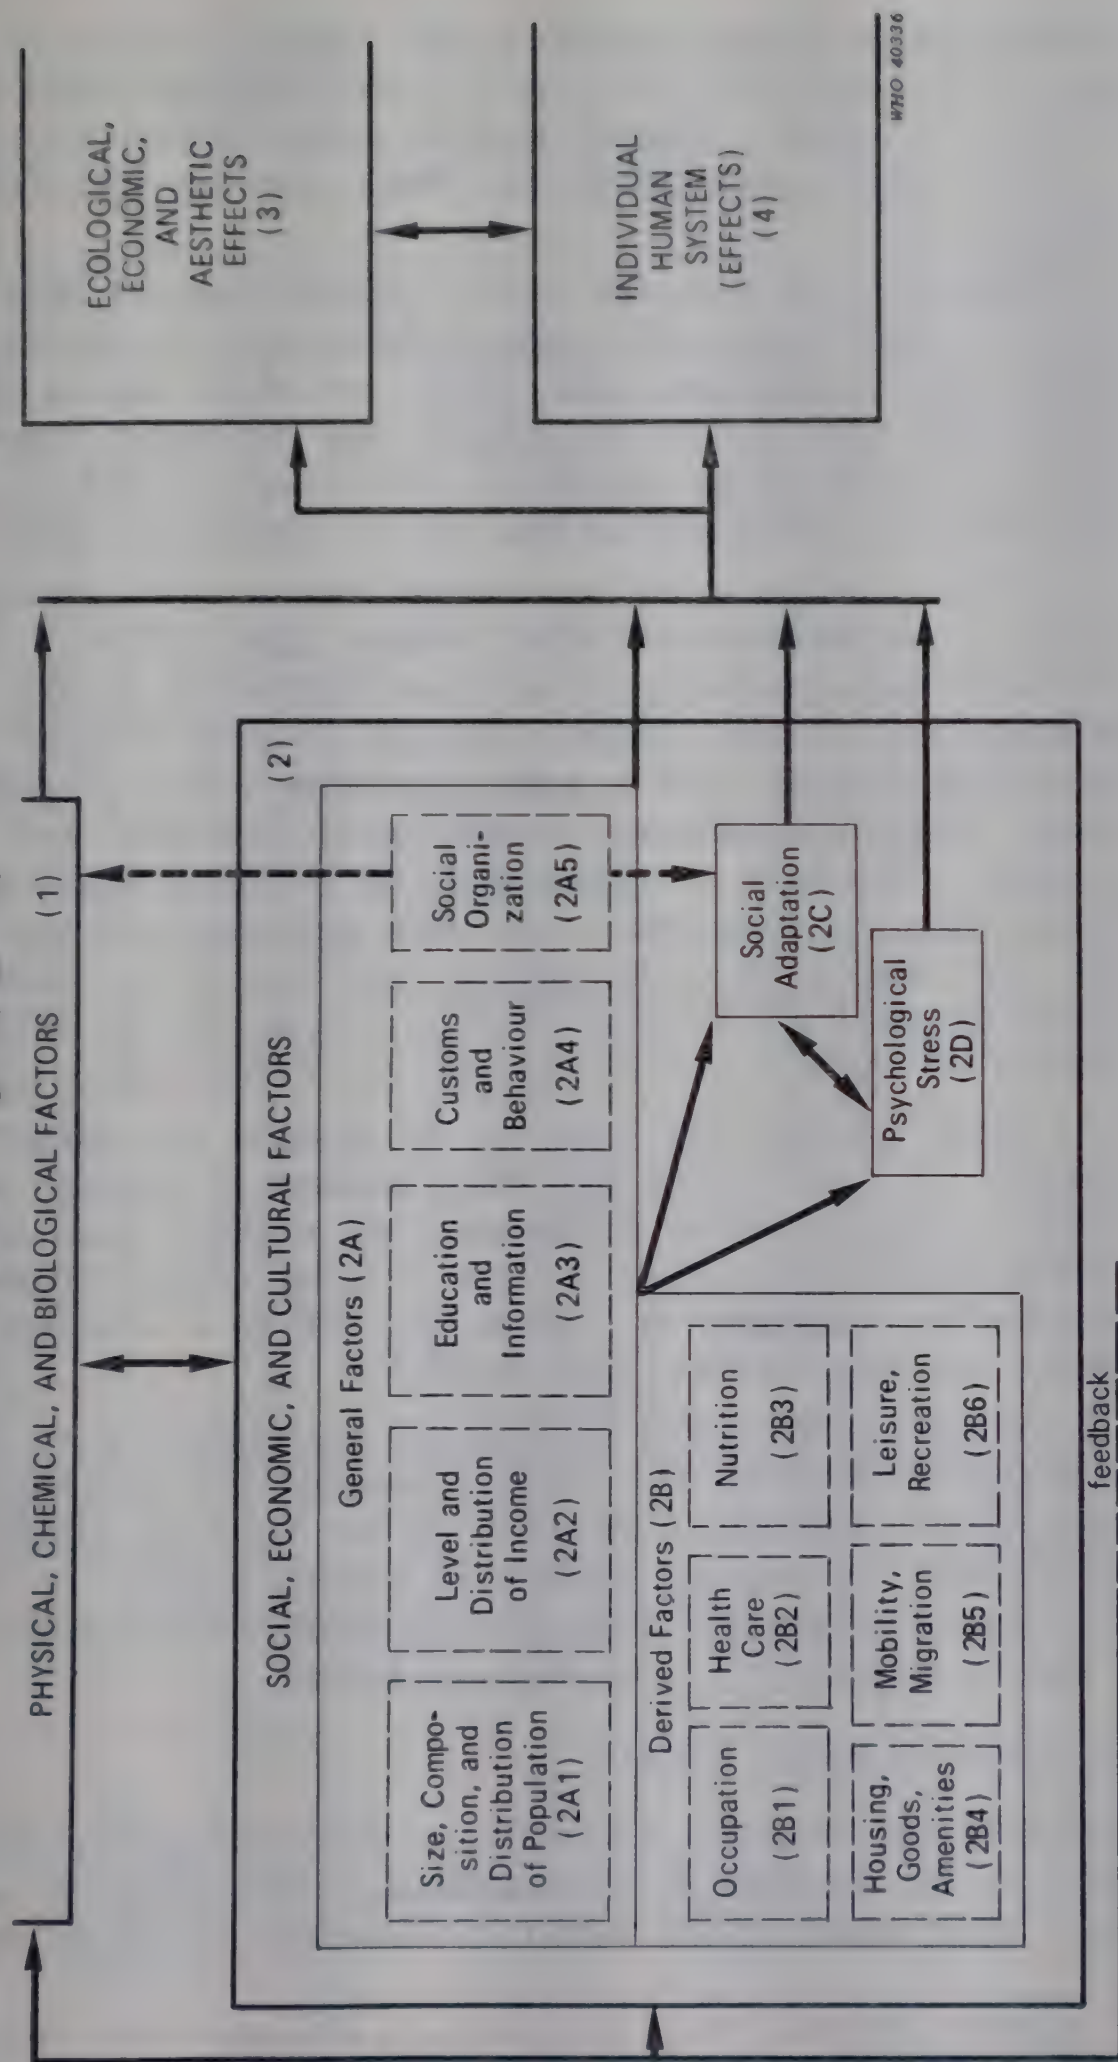 PHYSICAL, CHEMICAL, AND BIOLOGICAL FACTORS (1)
SOCIAL, ECONOMIC, AND CULTURAL FACTORS (2)
General Factors (2A)
Size, Compo-
sition, and
Distribution
of Population
(2A1)
Level and
Distribution
of Income
(2A2)
Education
and
Information
(2A3)
Customs
and
Behaviour
(2A4)
Social
Organi-
zation
(2A5)
Derived Factors (2B)
Occupation
(2B1)
Health
Care
(2B2)
Nutrition
(2B3)
Housing,
Goods,
Amenities
(2B4)
Mobility,
Migration
(2B5)
Leisure,
Recreation
(2B6)
Social
Adaptation
(2C)
Psychological
Stress
(2D)
feedback
ECOLOGICAL,
ECONOMIC,
AND
AESTHETIC
EFFECTS
(3)
INDIVIDUAL
HUMAN
SYSTEM
(EFFECTS)
(4)
WHO 40336